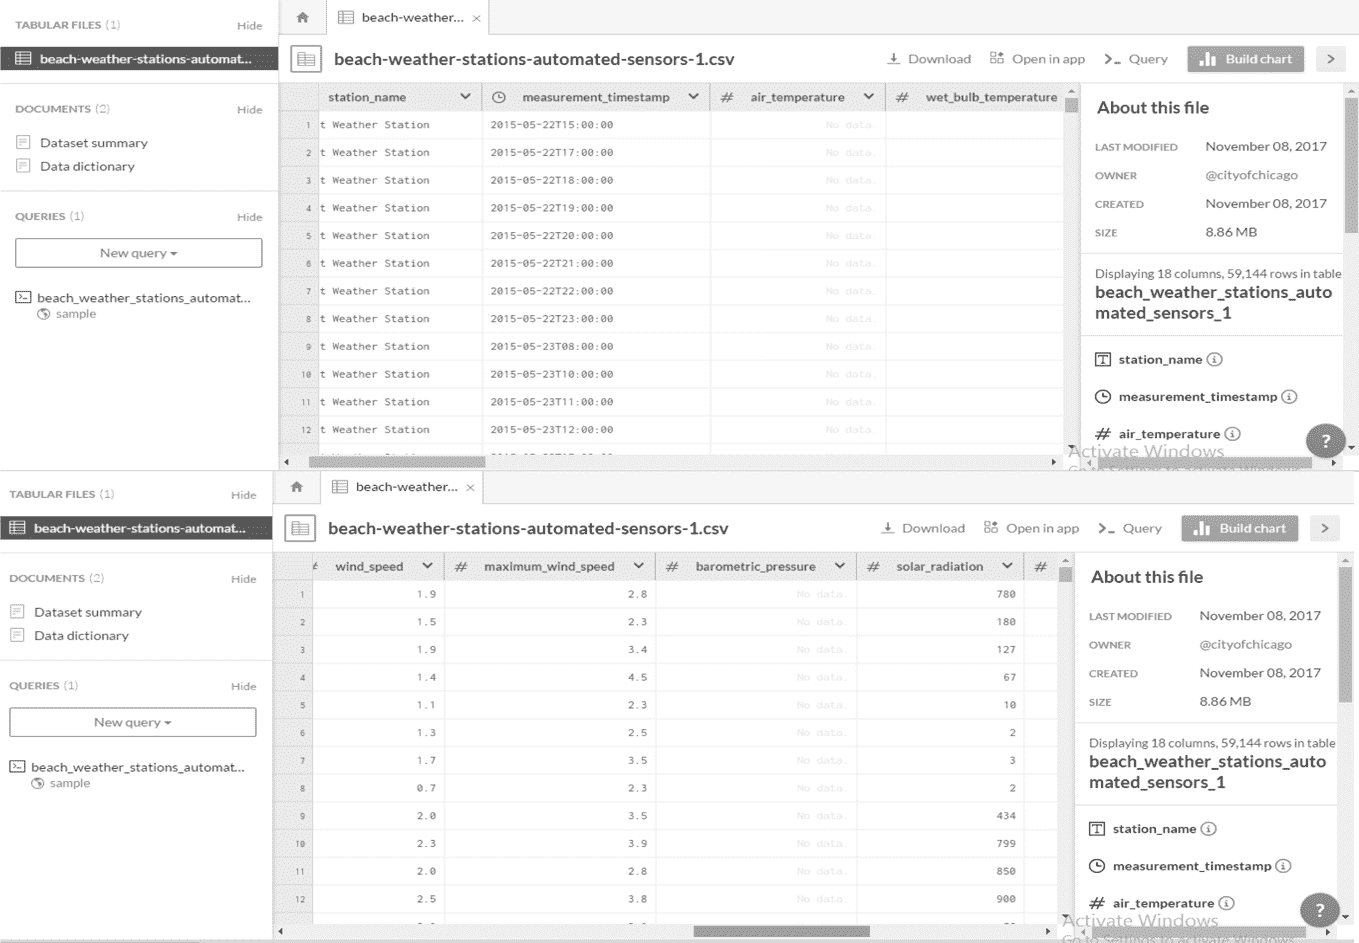 TABULAR FILES (1) Hide
beach-weather-stations-automat...
DOCUMENTS (2) Hide
Dataset summary
Data dictionary
QUERIES (1) Hide
New query
beach_weather_stations_automat...
sample
beach-weather... ×
beach-weather-stations-automated-sensors-1.csv
Download Open in app Query Build chart >
station_name measurement_timestamp # air_temperature # wet_bulb_temperature
1 t Weather Station 2015-05-22T15:00:00 No data.
2 t Weather Station 2015-05-22T17:00:00 No data.
3 t Weather Station 2015-05-22T18:00:00 No data.
4 t Weather Station 2015-05-22T19:00:00 No data.
5 t Weather Station 2015-05-22T20:00:00 No data.
6 t Weather Station 2015-05-22T21:00:00 No data.
7 t Weather Station 2015-05-22T22:00:00 No data.
8 t Weather Station 2015-05-22T23:00:00 No data.
9 t Weather Station 2015-05-23T08:00:00 No data.
10 t Weather Station 2015-05-23T10:00:00 No data.
11 t Weather Station 2015-05-23T11:00:00 No data.
12 t Weather Station 2015-05-23T12:00:00 No data.
About this file
LAST MODIFIED November 08, 2017
OWNER @cityofchicago
CREATED November 08, 2017
SIZE 8.86 MB
Displaying 18 columns, 59,144 rows in table
beach_weather_stations_auto
mated_sensors_1
station_name
measurement_timestamp
# air_temperature
?
Activate Windows
TABULAR FILES (1) Hide
beach-weather-stations-automat...
DOCUMENTS (2) Hide
Dataset summary
Data dictionary
QUERIES (1) Hide
New query
beach_weather_stations_automat...
sample
beach-weather... ×
beach-weather-stations-automated-sensors-1.csv
Download Open in app Query Build chart >
# wind_speed # maximum_wind_speed # barometric_pressure # solar_radiation #
1 1.9 2.8 No data. 780
2 1.5 2.3 No data. 180
3 1.9 3.4 No data. 127
4 1.4 4.5 No data. 67
5 1.1 2.3 No data. 10
6 1.3 2.5 No data. 2
7 1.7 3.5 No data. 3
8 0.7 2.3 No data. 2
9 2.0 3.5 No data. 434
10 2.3 3.9 No data. 799
11 2.0 2.8 No data. 850
12 2.5 3.8 No data. 900
About this file
LAST MODIFIED November 08, 2017
OWNER @cityofchicago
CREATED November 08, 2017
SIZE 8.86 MB
Displaying 18 columns, 59,144 rows in table
beach_weather_stations_auto
mated_sensors_1
station_name
measurement_timestamp
# air_temperature
?
Activate Windows